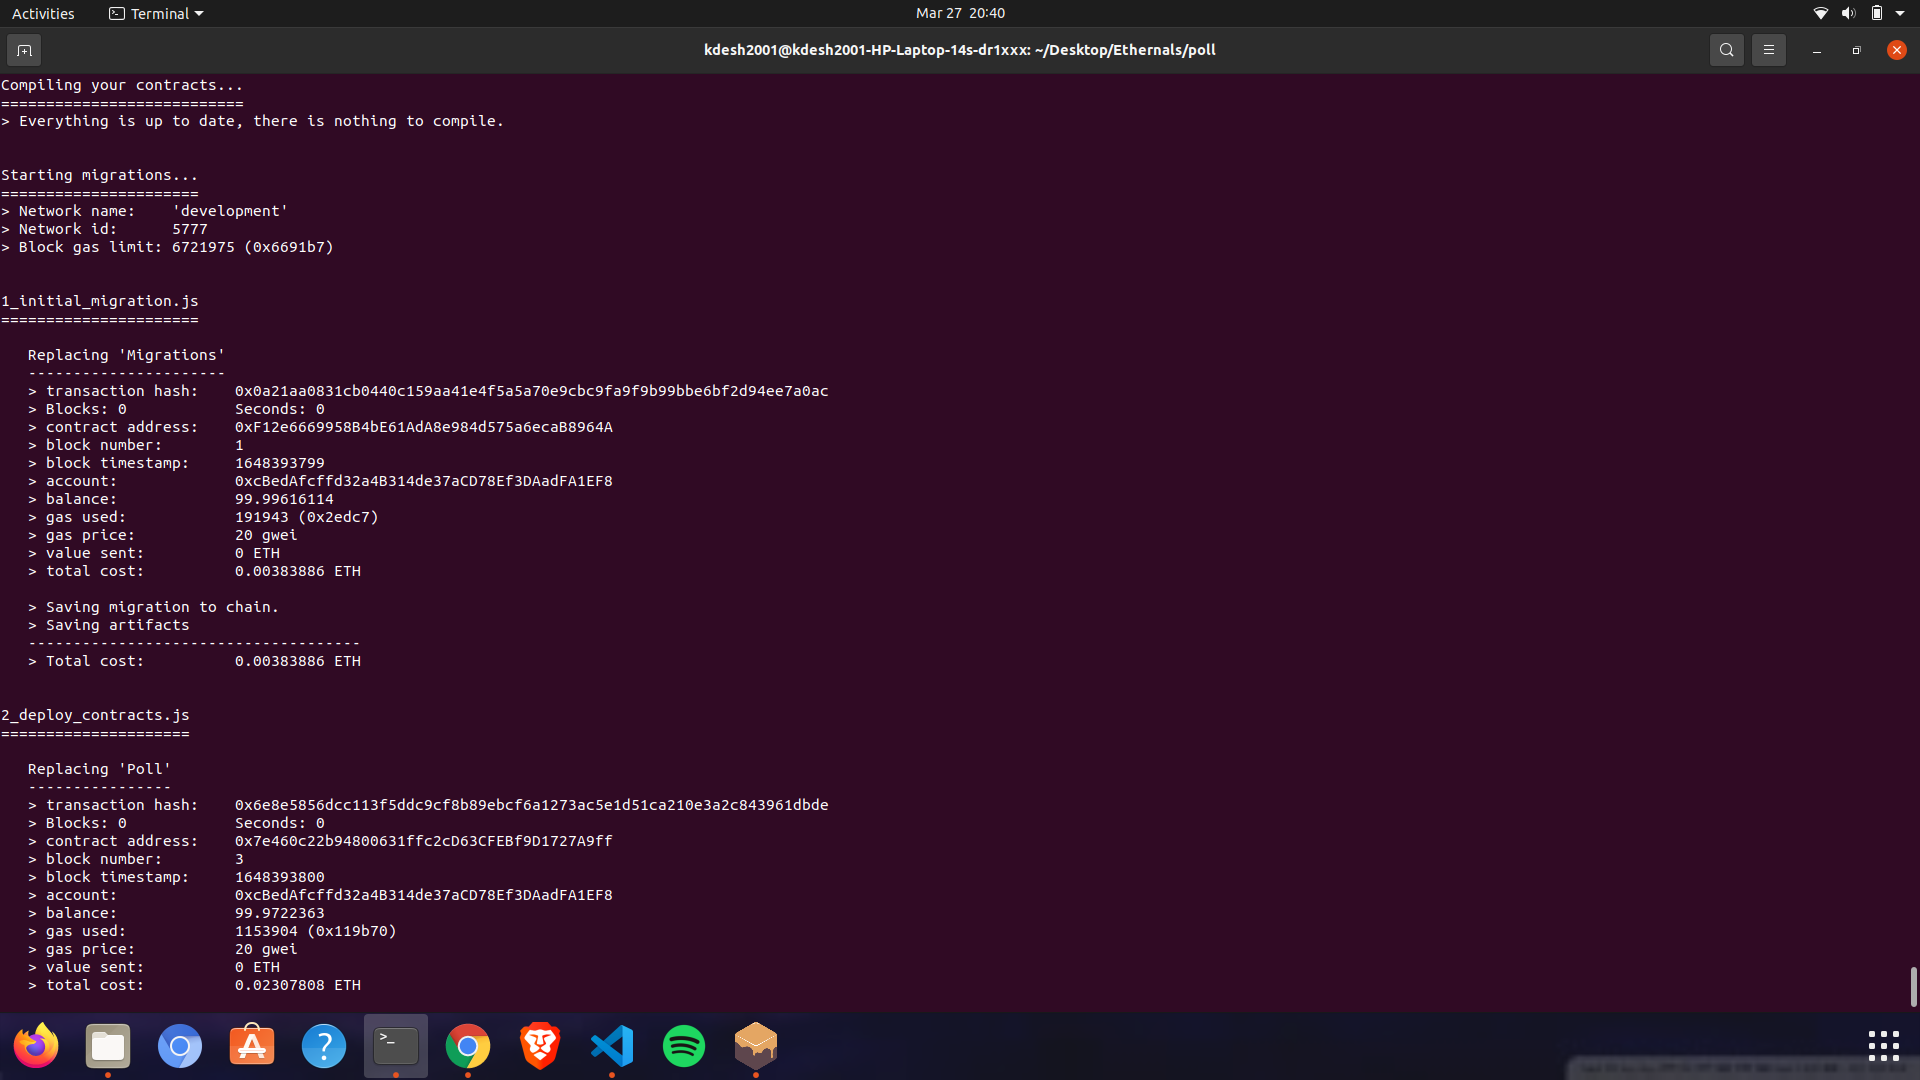 Activities Terminal Mar 27 20:40
kdesh2001@kdesh2001-HP-Laptop-14s-dr1xxx: ~/Desktop/Ethernals/poll
Compiling your contracts...
===========================
> Everything is up to date, there is nothing to compile.
Starting migrations...
======================
> Network name:    'development'
> Network id:      5777
> Block gas limit: 6721975 (0x6691b7)
1_initial_migration.js
======================
   Replacing 'Migrations'
   ----------------------
   > transaction hash:    0x0a21aa0831cb0440c159aa41e4f5a5a70e9cbc9fa9f9b99bbe6bf2d94ee7a0ac
   > Blocks: 0            Seconds: 0
   > contract address:    0xF12e6669958B4bE61AdA8e984d575a6ecaB8964A
   > block number:        1
   > block timestamp:     1648393799
   > account:             0xcBedAfcffd32a4B314de37aCD78Ef3DAadFA1EF8
   > balance:             99.99616114
   > gas used:            191943 (0x2edc7)
   > gas price:           20 gwei
   > value sent:          0 ETH
   > total cost:          0.00383886 ETH
   > Saving migration to chain.
   > Saving artifacts
   -------------------------------------
   > Total cost:          0.00383886 ETH
2_deploy_contracts.js
=====================
   Replacing 'Poll'
   ----------------
   > transaction hash:    0x6e8e5856dcc113f5ddc9cf8b89ebcf6a1273ac5e1d51ca210e3a2c843961dbde
   > Blocks: 0            Seconds: 0
   > contract address:    0x7e460c22b94800631ffc2cD63CFEBf9D1727A9ff
   > block number:        3
   > block timestamp:     1648393800
   > account:             0xcBedAfcffd32a4B314de37aCD78Ef3DAadFA1EF8
   > balance:             99.9722363
   > gas used:            1153904 (0x119b70)
   > gas price:           20 gwei
   > value sent:          0 ETH
   > total cost:          0.02307808 ETH